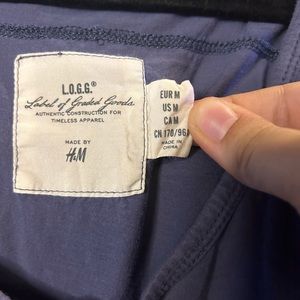 L.O.G.G.®
Label of Graded Goods
AUTHENTIC CONSTRUCTION FOR
TIMELESS APPAREL
MADE BY
H&M
EUR M
US M
CA M
CN 170/96A
MADE IN
CHINA